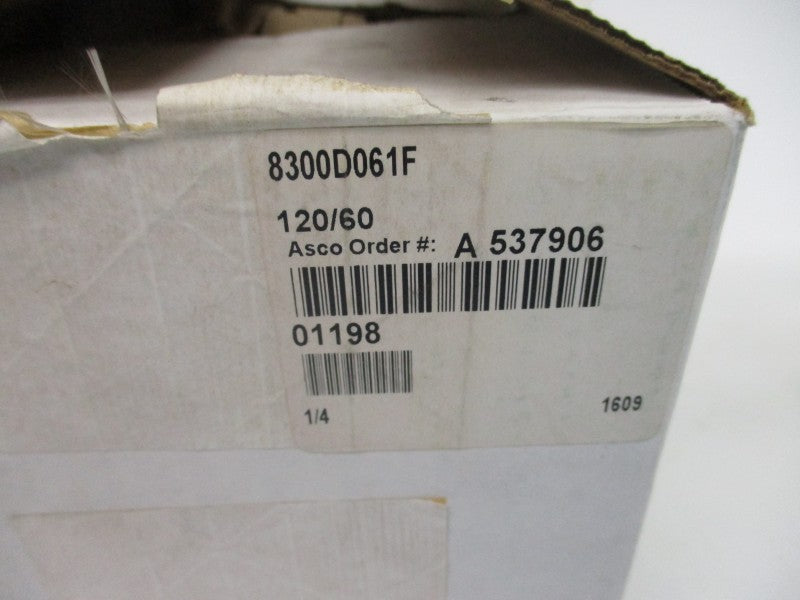 8300D061F
120/60
Asco Order #: A 537906
01198
1/4 1609